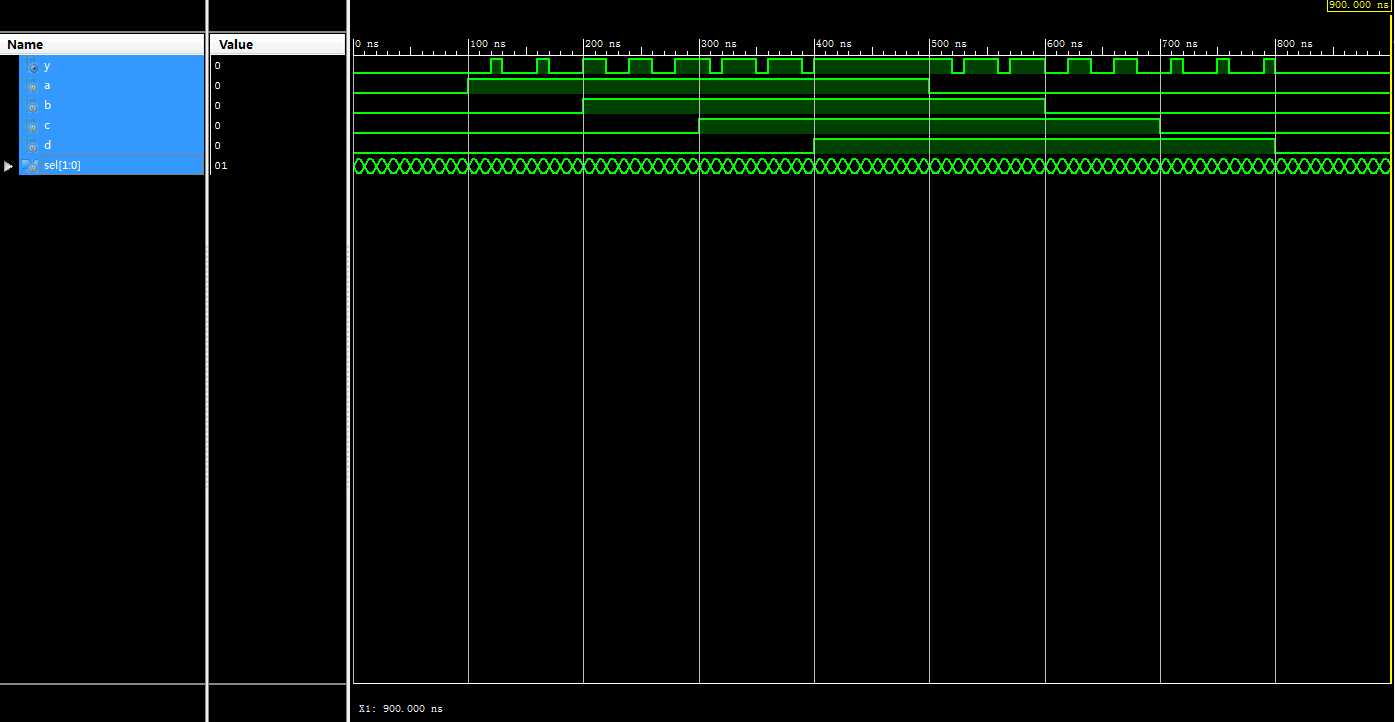 900.000 ns
Name Value
0 ns 100 ns 200 ns 300 ns 400 ns 500 ns 600 ns 700 ns 800 ns
y 0
a 0
b 0
c 0
d 0
sel[1:0] 01
X1: 900.000 ns